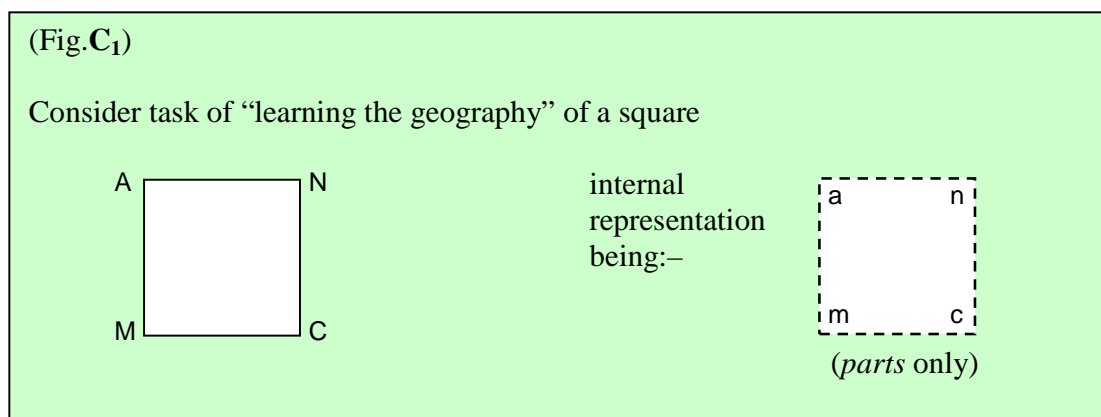 (Fig.C₁)
Consider task of “learning the geography” of a square
A N
M C
internal
representation
being:–
a n
m c
(parts only)